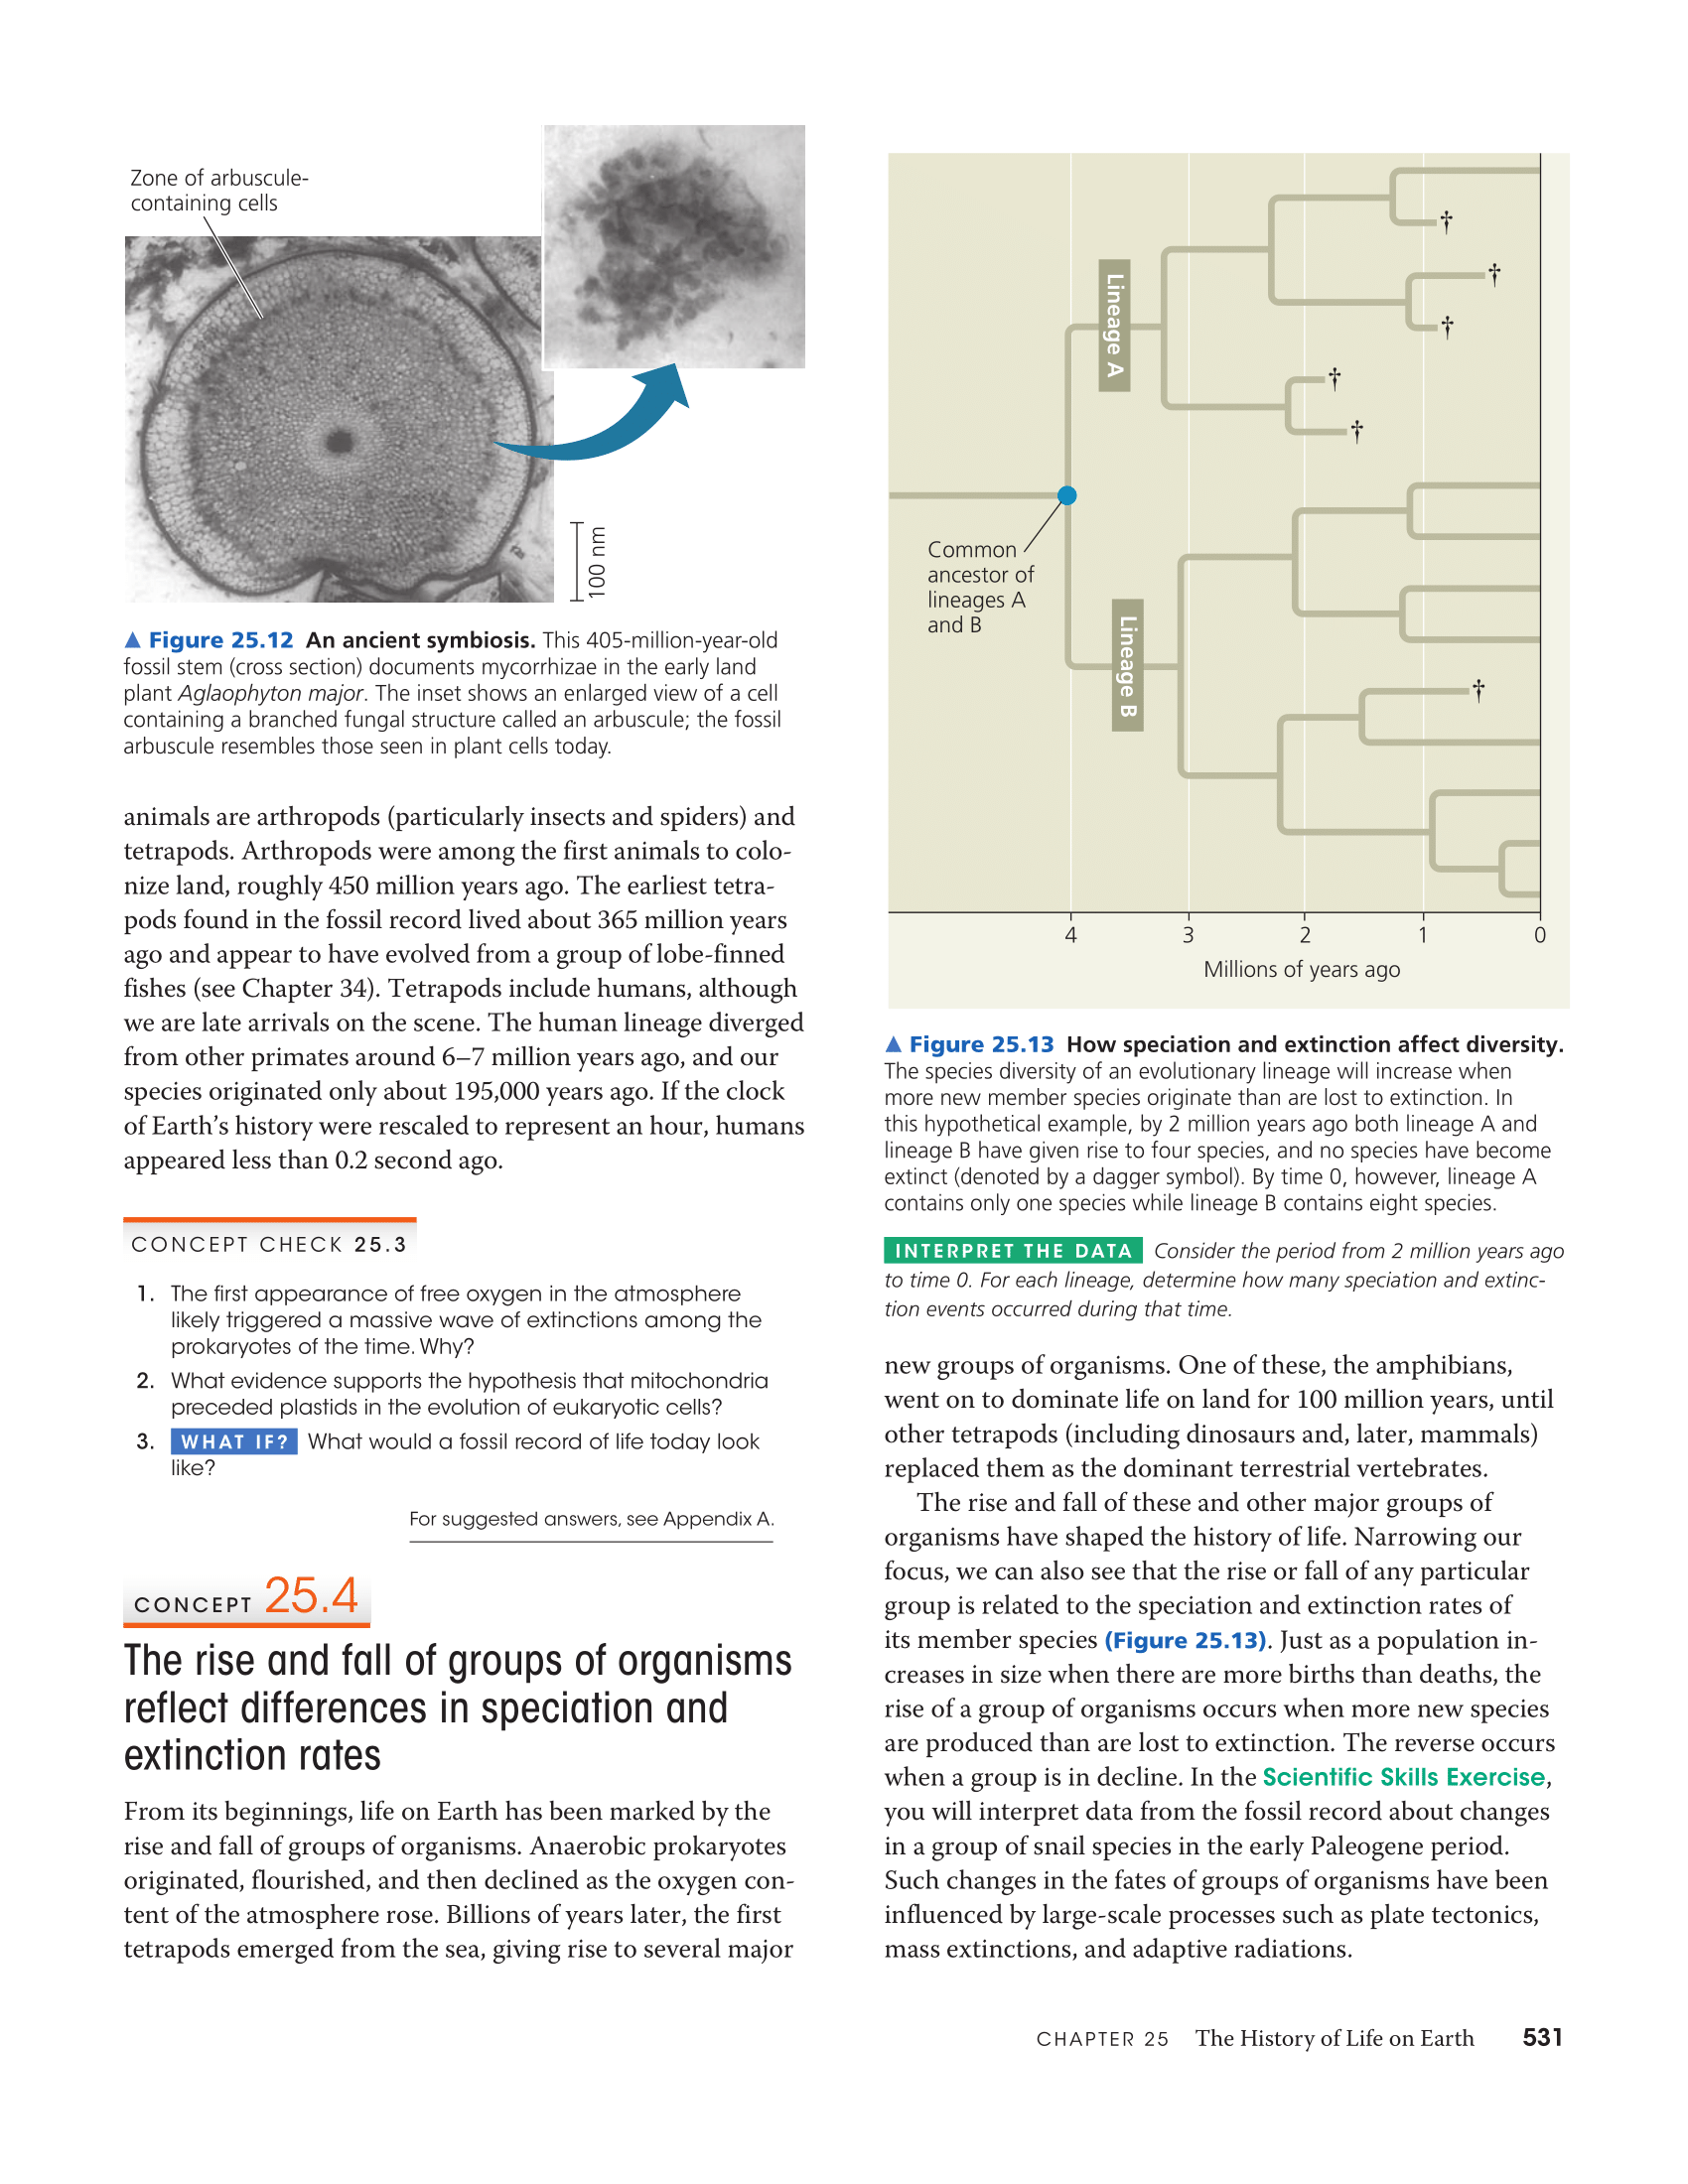 Zone of arbuscule-
containing cells
100 nm
▲ Figure 25.12 An ancient symbiosis. This 405-million-year-old
fossil stem (cross section) documents mycorrhizae in the early land
plant Aglaophyton major. The inset shows an enlarged view of a cell
containing a branched fungal structure called an arbuscule; the fossil
arbuscule resembles those seen in plant cells today.
animals are arthropods (particularly insects and spiders) and
tetrapods. Arthropods were among the first animals to colo-
nize land, roughly 450 million years ago. The earliest tetra-
pods found in the fossil record lived about 365 million years
ago and appear to have evolved from a group of lobe-finned
fishes (see Chapter 34). Tetrapods include humans, although
we are late arrivals on the scene. The human lineage diverged
from other primates around 6–7 million years ago, and our
species originated only about 195,000 years ago. If the clock
of Earth's history were rescaled to represent an hour, humans
appeared less than 0.2 second ago.
CONCEPT CHECK 25.3
1. The first appearance of free oxygen in the atmosphere
likely triggered a massive wave of extinctions among the
prokaryotes of the time. Why?
2. What evidence supports the hypothesis that mitochondria
preceded plastids in the evolution of eukaryotic cells?
3. WHAT IF? What would a fossil record of life today look
like?
For suggested answers, see Appendix A.
CONCEPT 25.4
The rise and fall of groups of organisms
reflect differences in speciation and
extinction rates
From its beginnings, life on Earth has been marked by the
rise and fall of groups of organisms. Anaerobic prokaryotes
originated, flourished, and then declined as the oxygen con-
tent of the atmosphere rose. Billions of years later, the first
tetrapods emerged from the sea, giving rise to several major
†
†
†
†
†
†
Lineage A
Lineage B
Common
ancestor of
lineages A
and B
4 3 2 1 0
Millions of years ago
▲ Figure 25.13 How speciation and extinction affect diversity.
The species diversity of an evolutionary lineage will increase when
more new member species originate than are lost to extinction. In
this hypothetical example, by 2 million years ago both lineage A and
lineage B have given rise to four species, and no species have become
extinct (denoted by a dagger symbol). By time 0, however, lineage A
contains only one species while lineage B contains eight species.
INTERPRET THE DATA Consider the period from 2 million years ago
to time 0. For each lineage, determine how many speciation and extinc-
tion events occurred during that time.
new groups of organisms. One of these, the amphibians,
went on to dominate life on land for 100 million years, until
other tetrapods (including dinosaurs and, later, mammals)
replaced them as the dominant terrestrial vertebrates.
The rise and fall of these and other major groups of
organisms have shaped the history of life. Narrowing our
focus, we can also see that the rise or fall of any particular
group is related to the speciation and extinction rates of
its member species (Figure 25.13). Just as a population in-
creases in size when there are more births than deaths, the
rise of a group of organisms occurs when more new species
are produced than are lost to extinction. The reverse occurs
when a group is in decline. In the Scientific Skills Exercise,
you will interpret data from the fossil record about changes
in a group of snail species in the early Paleogene period.
Such changes in the fates of groups of organisms have been
influenced by large-scale processes such as plate tectonics,
mass extinctions, and adaptive radiations.
CHAPTER 25 The History of Life on Earth 531